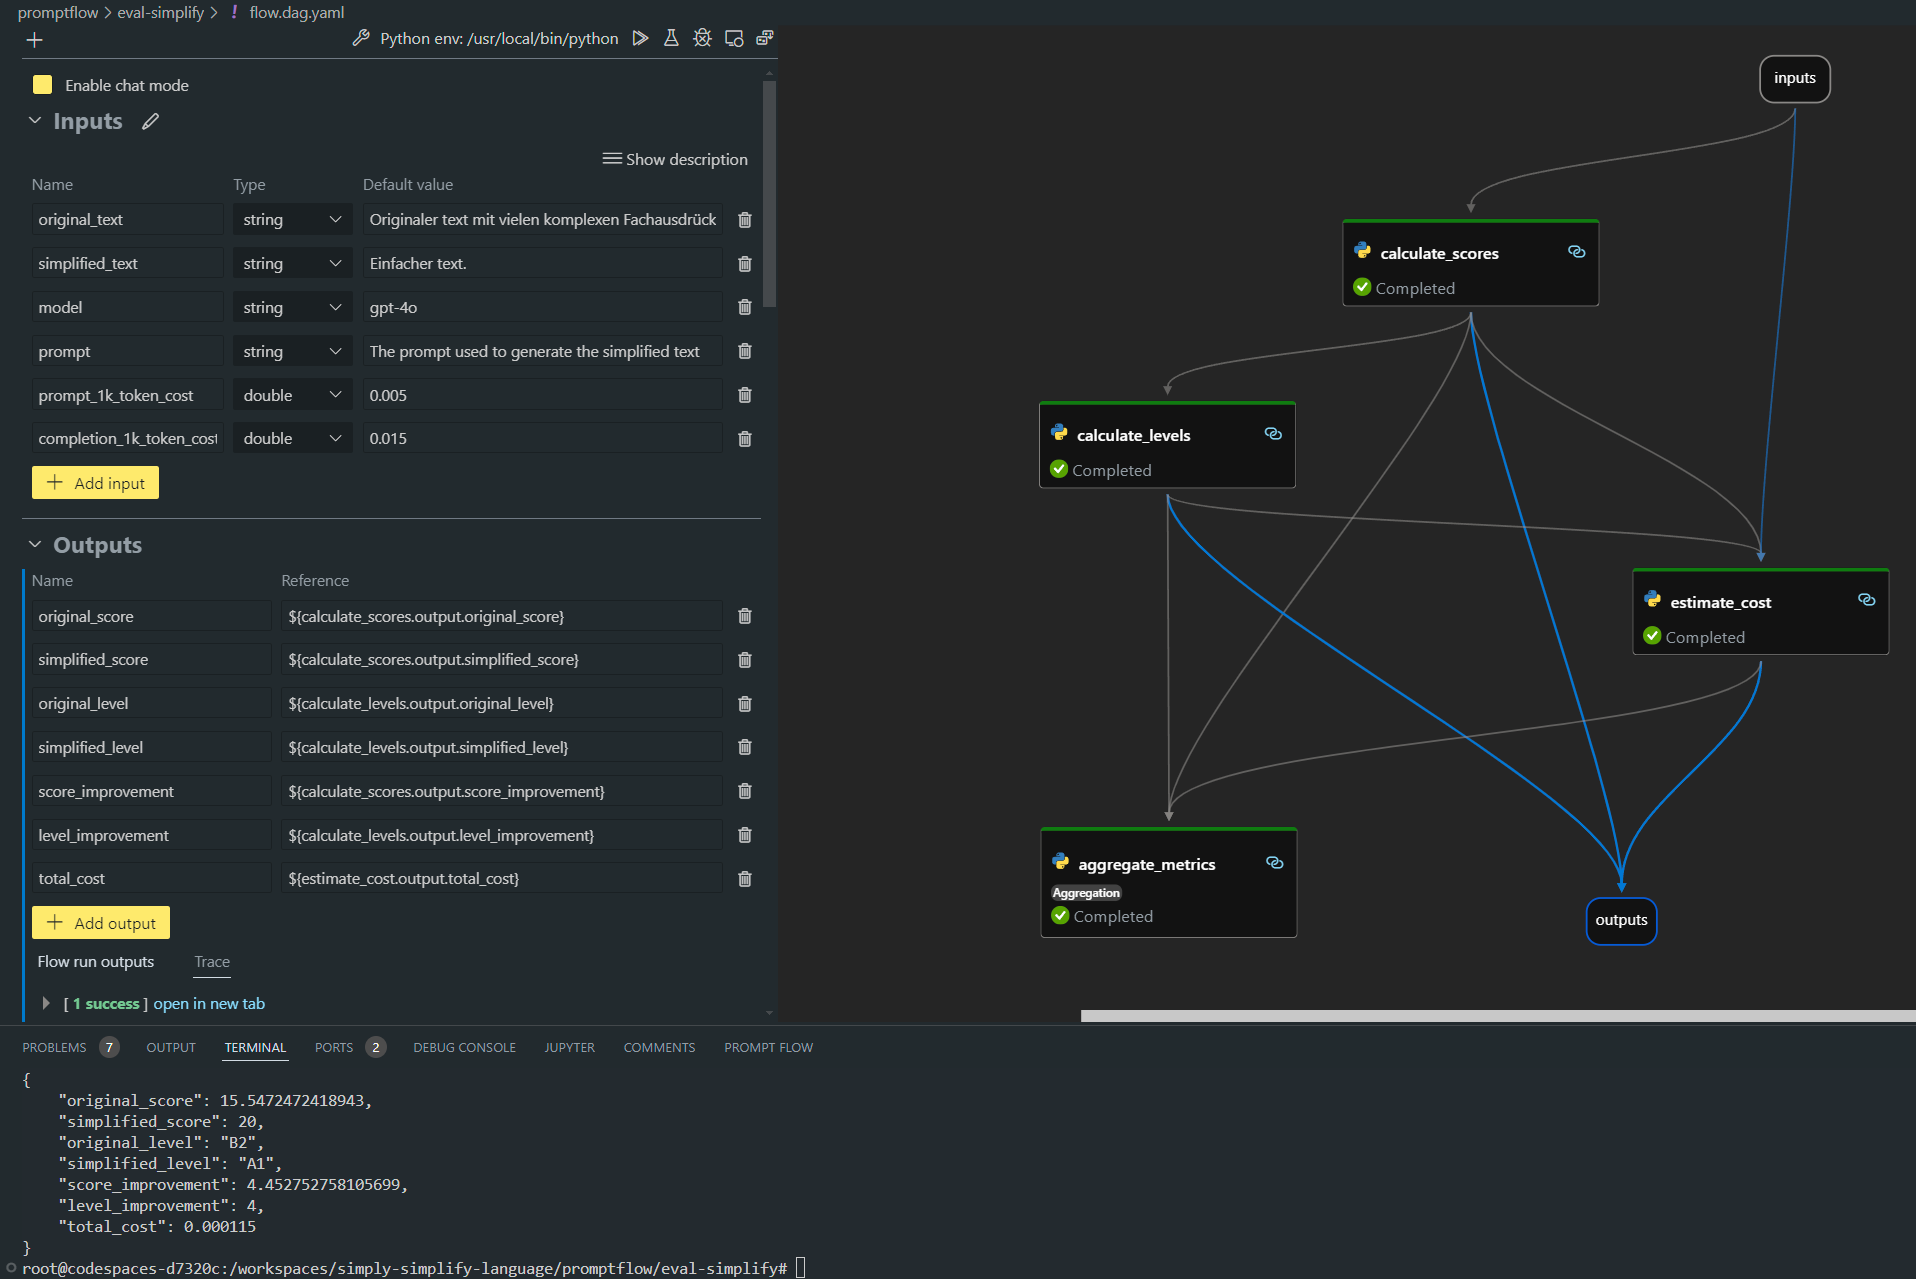 promptflow > eval-simplify > ! flow.dag.yaml
Python env: /usr/local/bin/python
Enable chat mode
Inputs
Show description
Name Type Default value
original_text string Originaler text mit vielen komplexen Fachausdrück
simplified_text string Einfacher text.
model string gpt-4o
prompt string The prompt used to generate the simplified text
prompt_1k_token_cost double 0.005
completion_1k_token_cost double 0.015
+ Add input
Outputs
Name Reference
original_score ${calculate_scores.output.original_score}
simplified_score ${calculate_scores.output.simplified_score}
original_level ${calculate_levels.output.original_level}
simplified_level ${calculate_levels.output.simplified_level}
score_improvement ${calculate_scores.output.score_improvement}
level_improvement ${calculate_levels.output.level_improvement}
total_cost ${estimate_cost.output.total_cost}
+ Add output
Flow run outputs Trace
[ 1 success ] open in new tab
inputs
calculate_scores
Completed
calculate_levels
Completed
estimate_cost
Completed
aggregate_metrics
Aggregation
Completed
outputs
PROBLEMS 7 OUTPUT TERMINAL PORTS 2 DEBUG CONSOLE JUPYTER COMMENTS PROMPT FLOW
{
"original_score": 15.5472472418943,
"simplified_score": 20,
"original_level": "B2",
"simplified_level": "A1",
"score_improvement": 4.452752758105699,
"level_improvement": 4,
"total_cost": 0.000115
}
root@codespaces-d7320c:/workspaces/simply-simplify-language/promptflow/eval-simplify#